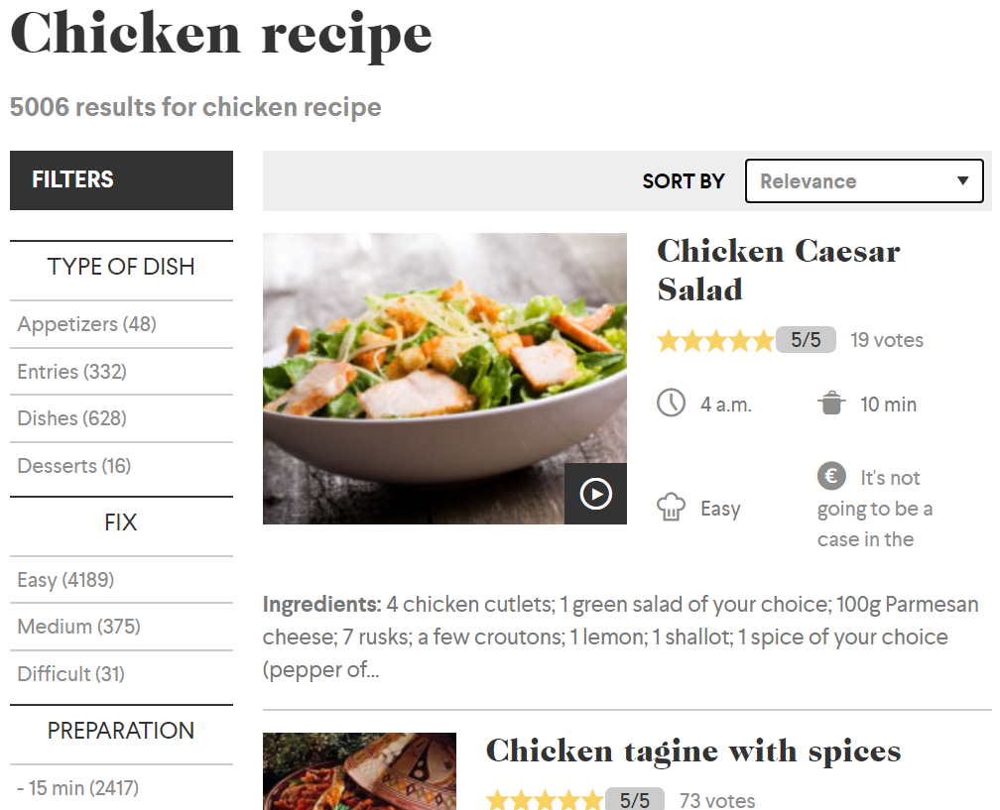 Chicken recipe
5006 results for chicken recipe
FILTERS
SORT BY Relevance
TYPE OF DISH
Appetizers (48)
Entries (332)
Dishes (628)
Desserts (16)
FIX
Easy (4189)
Medium (375)
Difficult (31)
PREPARATION
- 15 min (2417)
Chicken Caesar
Salad
5/5 19 votes
4 a.m. 10 min
Easy
€ It's not
going to be a
case in the
Ingredients: 4 chicken cutlets; 1 green salad of your choice; 100g Parmesan
cheese; 7 rusks; a few croutons; 1 lemon; 1 shallot; 1 spice of your choice
(pepper of...
Chicken tagine with spices
5/5 73 votes